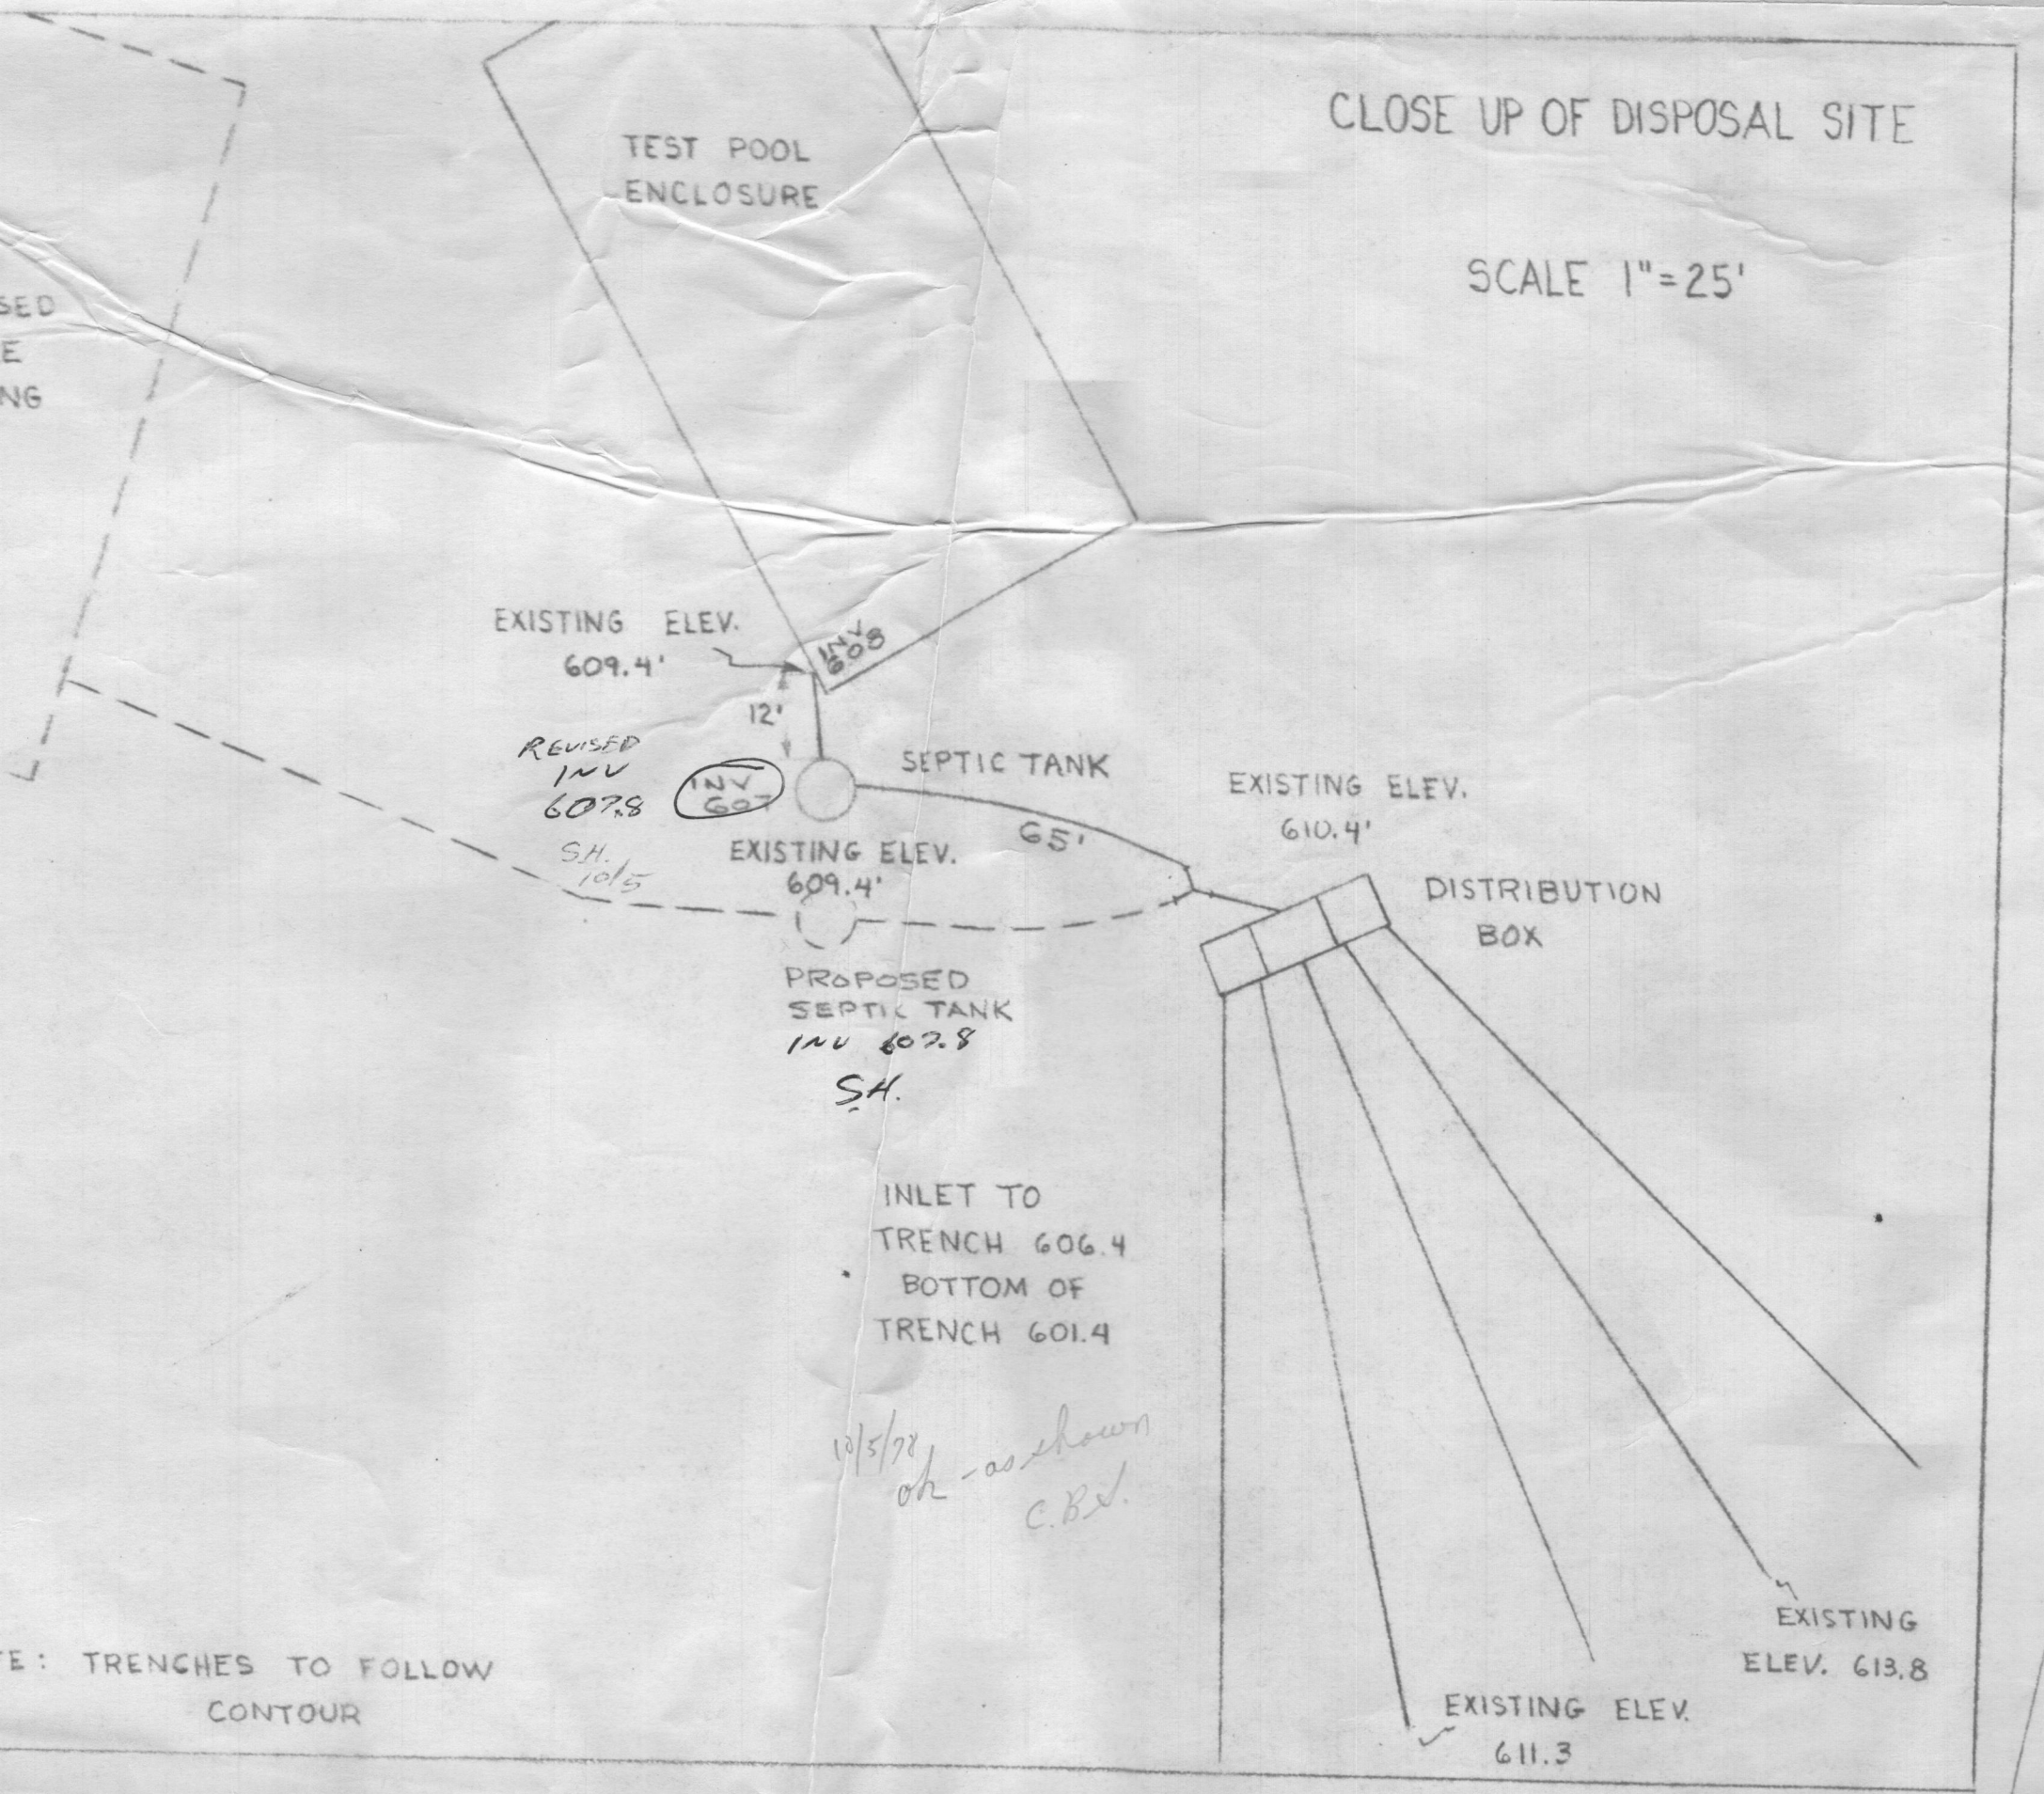 CLOSE UP OF DISPOSAL SITE
SCALE 1"=25'
TEST POOL
ENCLOSURE
SED
E
NG
EXISTING ELEV.
609.4'
INV
608
12'
REVISED
INV
607.8
S.H.
10/5
INV
607
SEPTIC TANK
65'
EXISTING ELEV.
609.4'
EXISTING ELEV.
610.4'
DISTRIBUTION
BOX
PROPOSED
SEPTIC TANK
INV 607.8
S.H.
INLET TO
TRENCH 606.4
BOTTOM OF
TRENCH 601.4
10/5/78
ok - as shown
C.B.S.
TE: TRENCHES TO FOLLOW
CONTOUR
EXISTING
ELEV. 613.8
EXISTING ELEV.
611.3